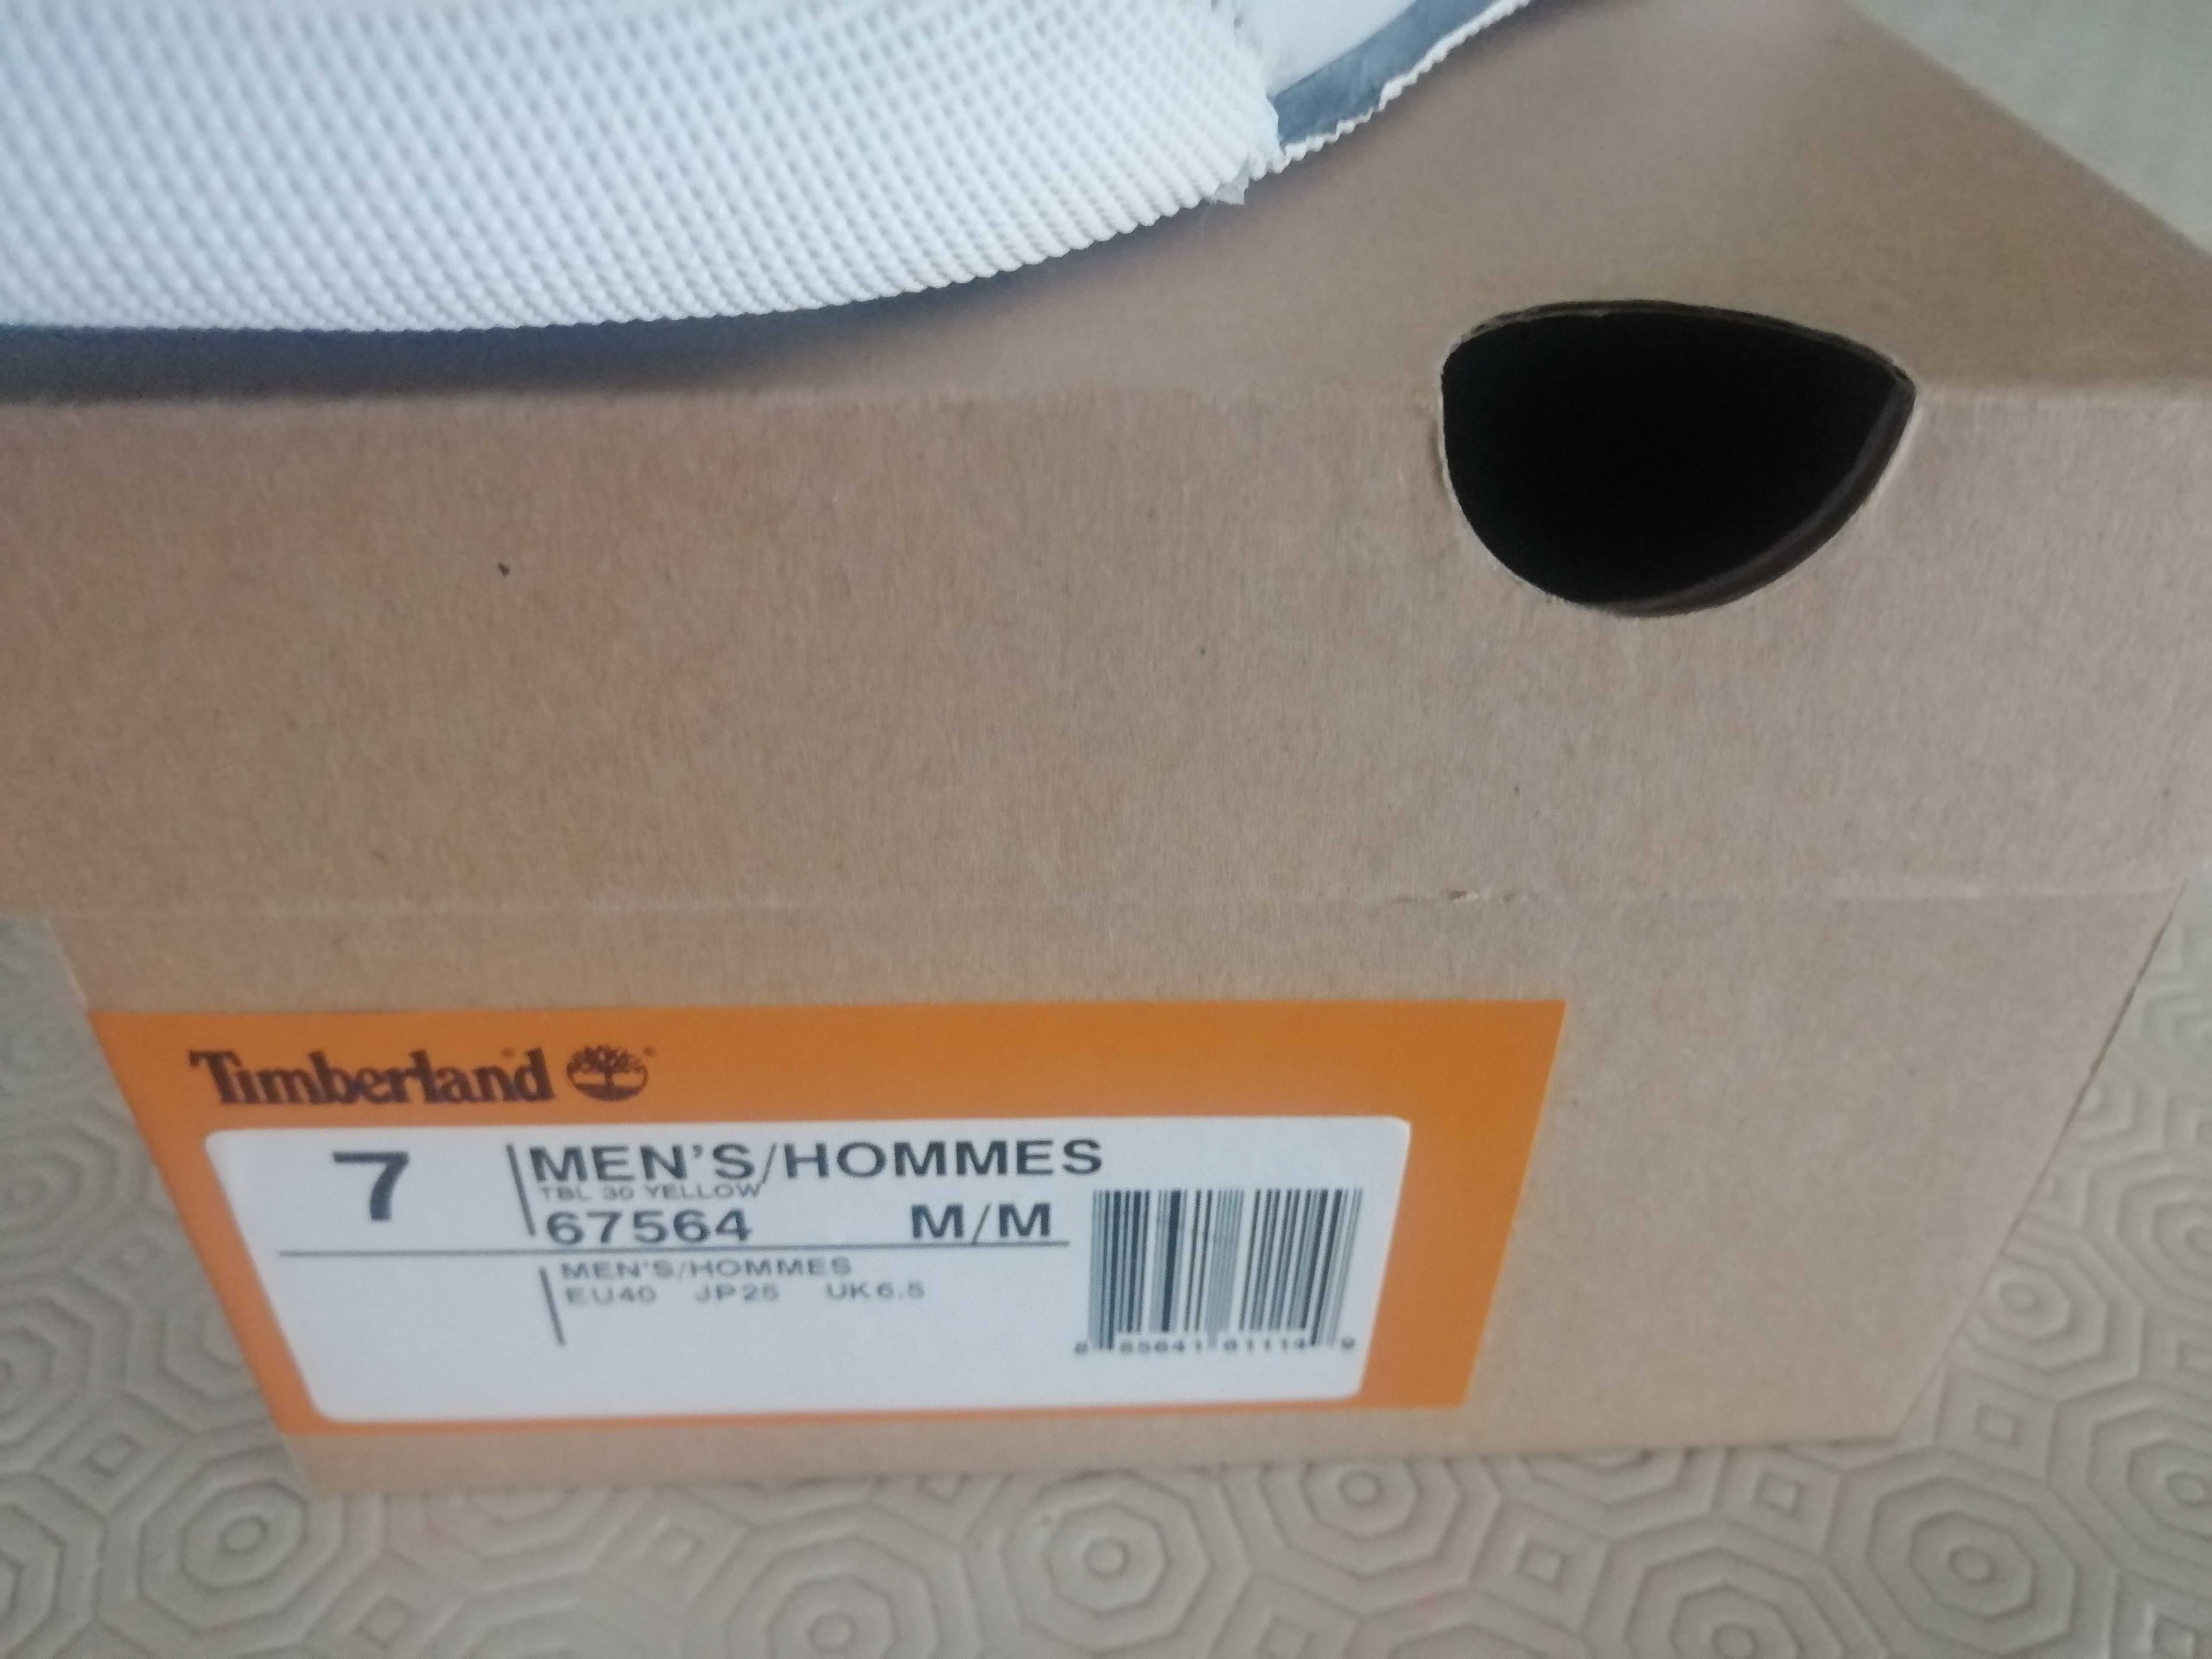 Timberland
7
MEN'S/HOMMES
TBL 30 YELLOW
67564 M/M
MEN'S/HOMMES
EU40 JP25 UK6.5